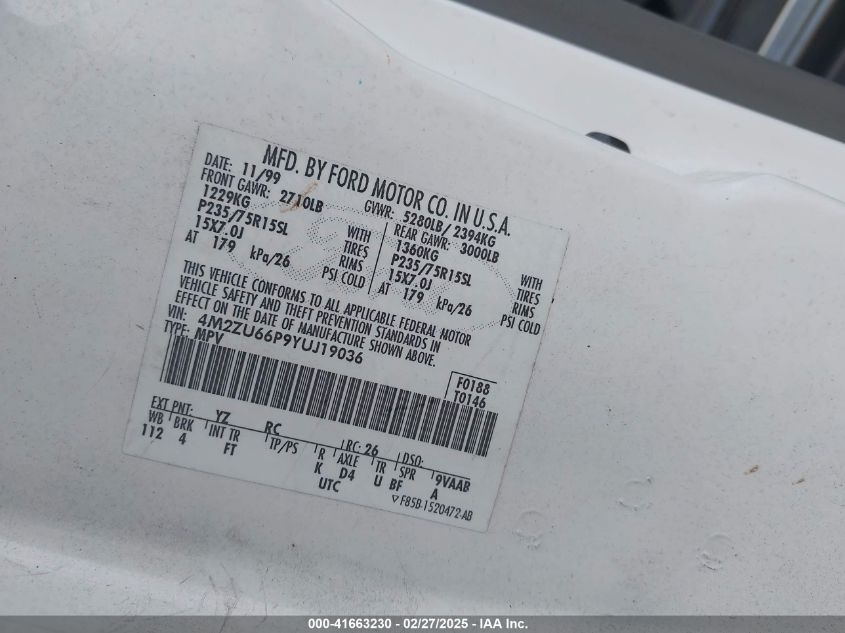 MFD. BY FORD MOTOR CO. IN U.S.A.
DATE: 11/99 GVWR: 5280LB/ 2394KG
FRONT GAWR: 2710LB REAR GAWR: 3000LB
1229KG WITH 1360KG WITH
P235/75R15SL TIRES P235/75R15SL TIRES
15X7.0J RIMS 15X7.0J RIMS
AT 179 kPa/26 PSI COLD AT 179 kPa/26 PSI COLD
THIS VEHICLE CONFORMS TO ALL APPLICABLE FEDERAL MOTOR
VEHICLE SAFETY AND THEFT PREVENTION STANDARDS IN
EFFECT ON THE DATE OF MANUFACTURE SHOWN ABOVE.
VIN: 4M2ZU66P9YUJ19036
TYPE: MPV
F0188
T0146
EXT PNT: YZ RC RC: 26 DSO:
WB BRK INT TR TP/PS R AXLE TR SPR 9VAAB
112 4 FT K D4 U BF A
UTC
▽ F85B-1520472-AB
000-41663230 - 02/27/2025 - IAA Inc.